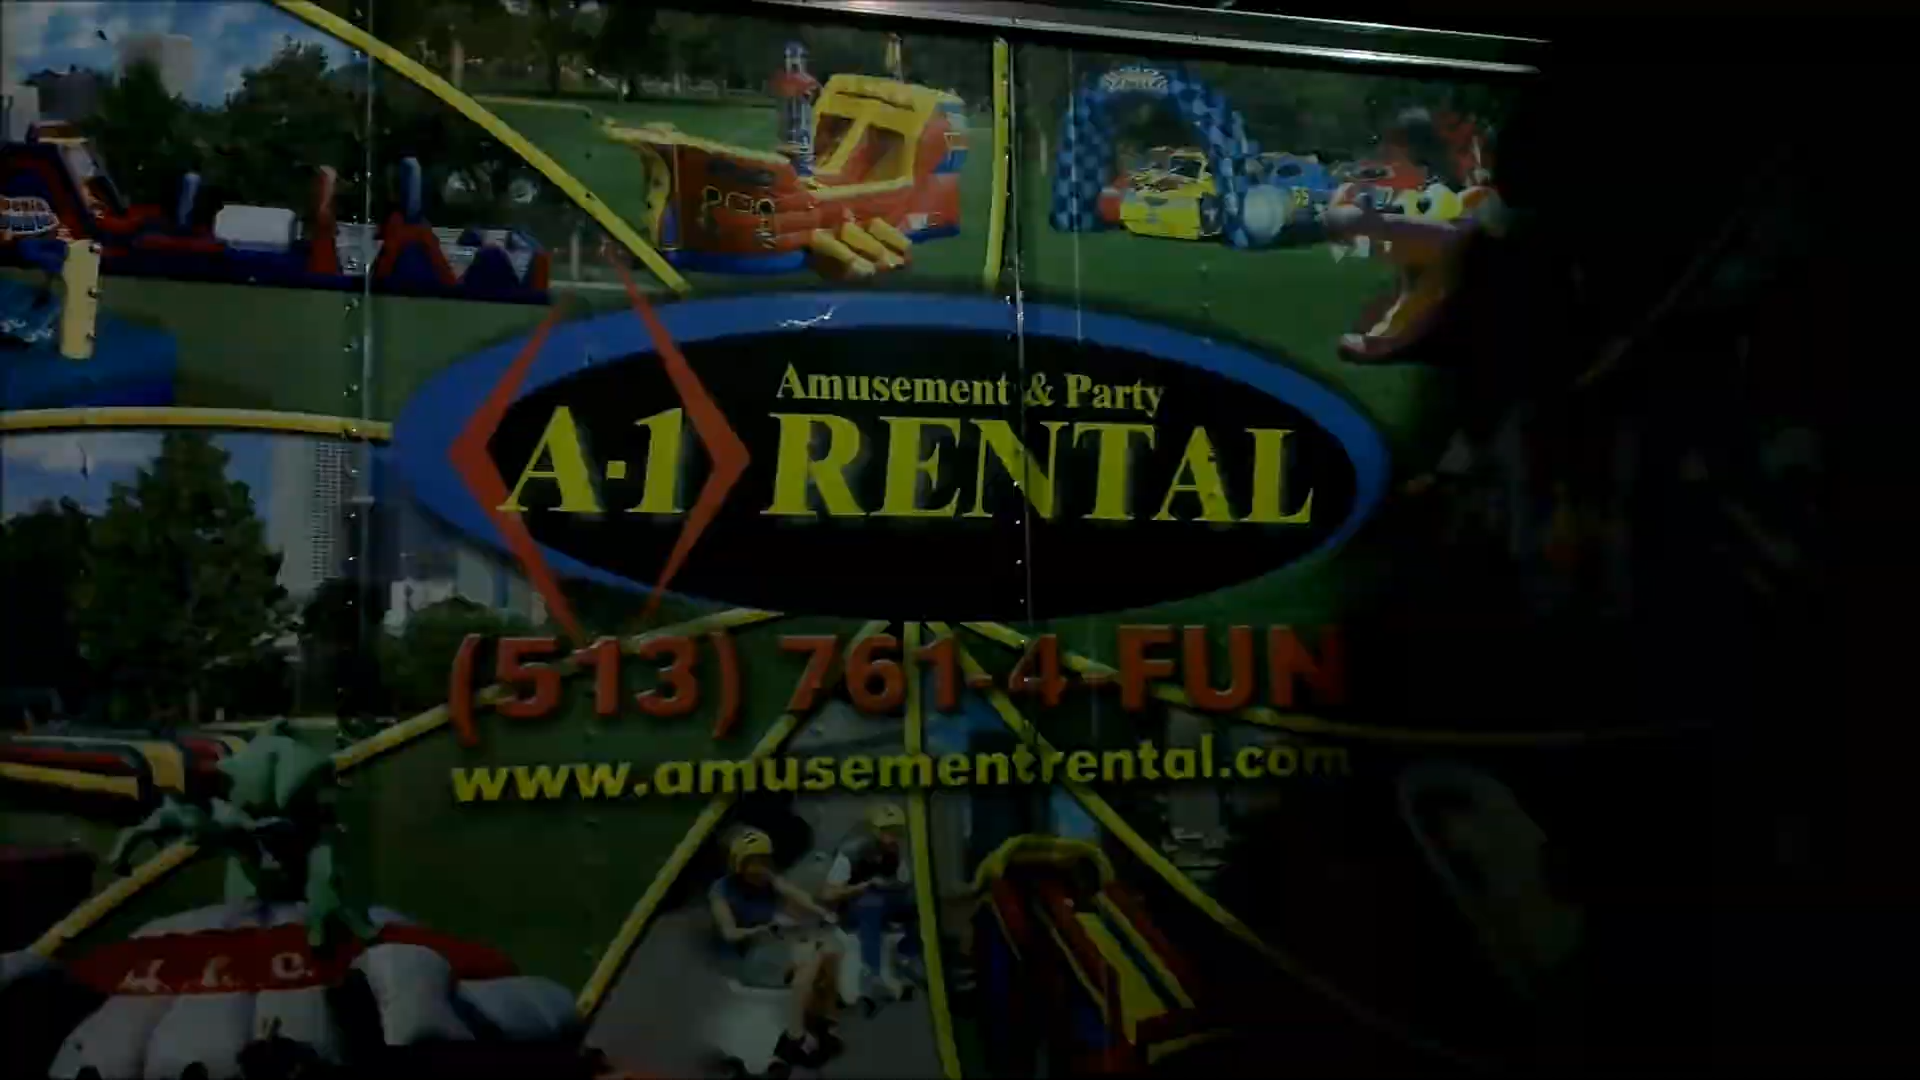 Amusement & Party
A-1 RENTAL
(513) 761-4-FUN
www.amusementrental.com